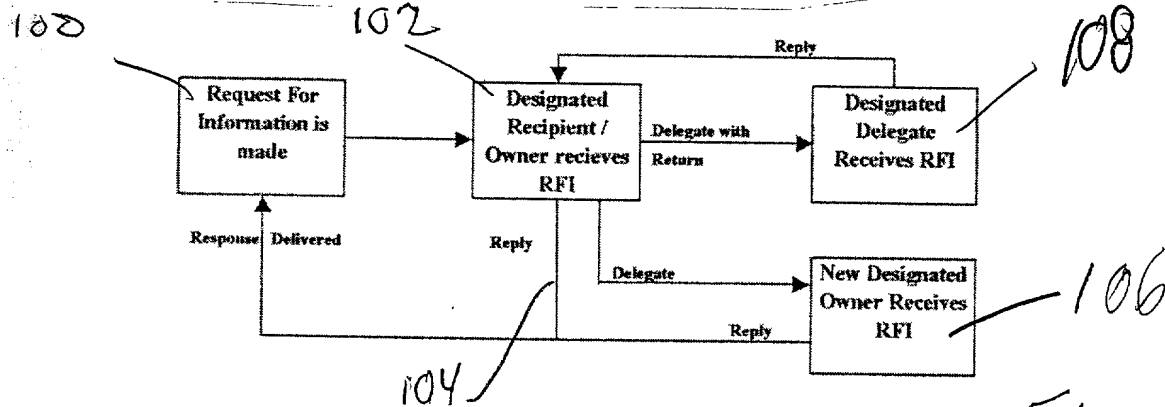 100
102
108
Reply
Request For
Information is
made
Designated
Recipient /
Owner recieves
RFI
Delegate with
Return
Designated
Delegate
Receives RFI
Response Delivered
Reply
Delegate
New Designated
Owner Receives
RFI
106
Reply
104